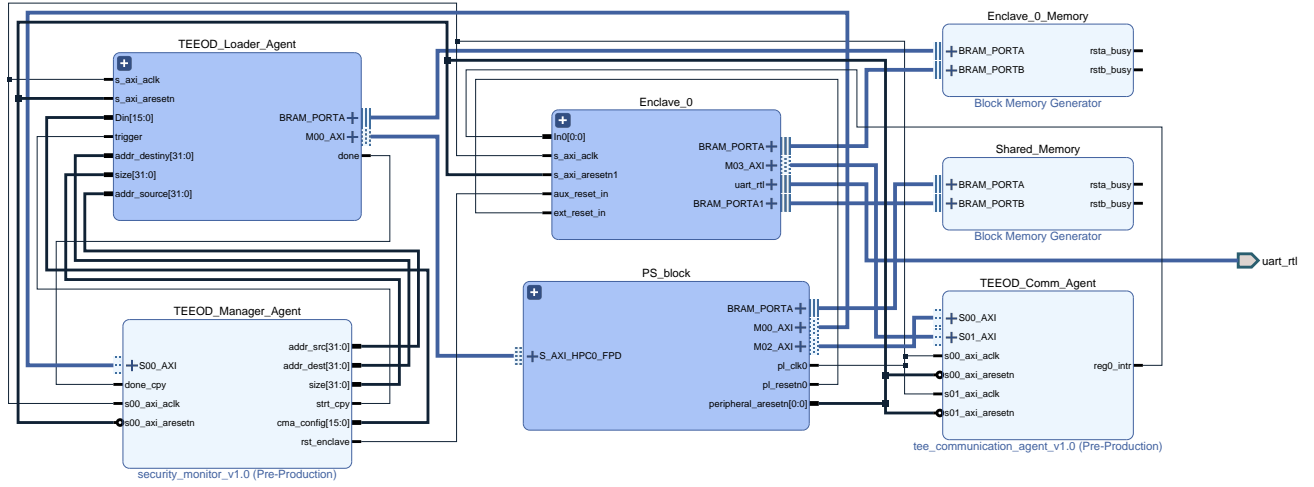 TEEOD_Loader_Agent
s_axi_aclk
s_axi_aresetn
Din[15:0]
trigger
addr_destiny[31:0]
size[31:0]
addr_source[31:0]
BRAM_PORTA
M00_AXI
done
Enclave_0
In0[0:0]
s_axi_aclk
s_axi_aresetn1
aux_reset_in
ext_reset_in
BRAM_PORTA
M03_AXI
uart_rtl
BRAM_PORTA1
Enclave_0_Memory
BRAM_PORTA
BRAM_PORTB
rsta_busy
rstb_busy
Block Memory Generator
Shared_Memory
BRAM_PORTA
BRAM_PORTB
rsta_busy
rstb_busy
Block Memory Generator
uart_rtl
TEEOD_Manager_Agent
S00_AXI
done_cpy
s00_axi_aclk
s00_axi_aresetn
addr_src[31:0]
addr_dest[31:0]
size[31:0]
strt_cpy
cma_config[15:0]
rst_enclave
security_monitor_v1.0 (Pre-Production)
PS_block
S_AXI_HPC0_FPD
BRAM_PORTA
M00_AXI
M02_AXI
pl_clk0
pl_resetn0
peripheral_aresetn[0:0]
TEEOD_Comm_Agent
S00_AXI
S01_AXI
s00_axi_aclk
s00_axi_aresetn
s01_axi_aclk
s01_axi_aresetn
reg0_intr
tee_communication_agent_v1.0 (Pre-Production)